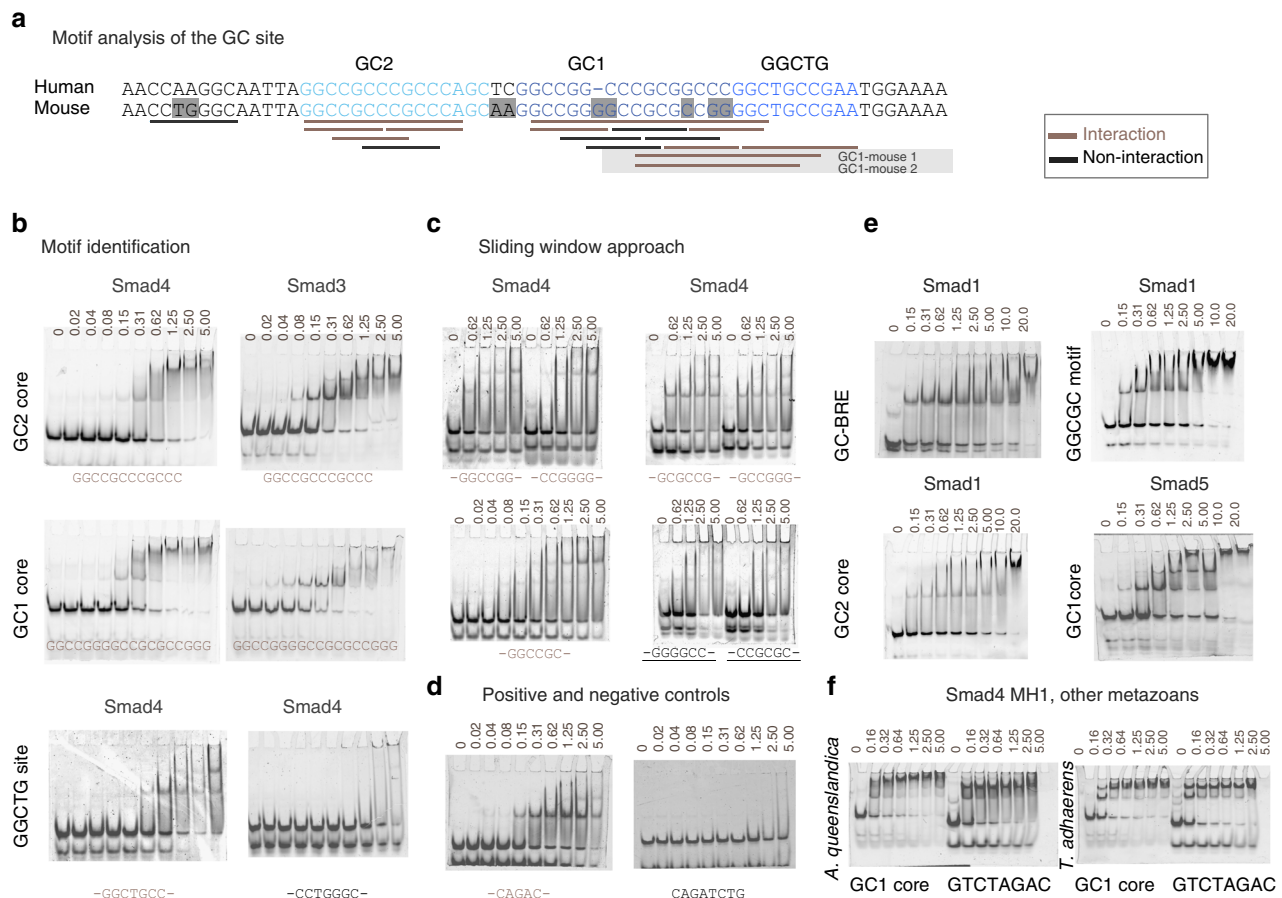 a
Motif analysis of the GC site
GC2 GC1 GGCTG
Human AACCAAGGCAATTAGGCCGCCCGCCCAGCTCGGCCGG-CCCGCGGCCCGGCTGCCGAATGGAAAA
Mouse AACCTGGGCAATTAGGCCGCCCGCCCAGCAAGGCCGGGGCCGCGCCGGGGCTGCCGAATGGAAAA
GC1-mouse 1
GC1-mouse 2
Interaction
Non-interaction
b
Motif identification
Smad4 Smad3
0 0.02 0.04 0.08 0.15 0.31 0.62 1.25 2.50 5.00
0 0.02 0.04 0.08 0.15 0.31 0.62 1.25 2.50 5.00
GC2 core
GGCCGCCCGCCC GGCCGCCCGCCC
GC1 core
GGCCGGGGCCGCGCCGGG GGCCGGGGCCGCGCCGGG
Smad4 Smad4
GGCTG site
-GGCTGCC- -CCTGGGC-
c
Sliding window approach
Smad4 Smad4
0 0.62 1.25 2.50 5.00 0 0.62 1.25 2.50 5.00
0 0.62 1.25 2.50 5.00 0 0.62 1.25 2.50 5.00
-GGCCGG- -CCGGGG- -GCGCCG- -GCCGGG-
0 0.02 0.04 0.08 0.15 0.31 0.62 1.25 2.50 5.00
0 0.62 1.25 2.50 5.00 0 0.62 1.25 2.50 5.00
-GGCCGC- -GGGGCC- -CCGCGC-
d
Positive and negative controls
0 0.02 0.04 0.08 0.15 0.31 0.62 1.25 2.50 5.00
0 0.02 0.04 0.08 0.15 0.31 0.62 1.25 2.50 5.00
-CAGAC- CAGATCTG
e
Smad1 Smad1
0 0.15 0.31 0.62 1.25 2.50 5.00 10.0 20.0
0 0.15 0.31 0.62 1.25 2.50 5.00 10.0 20.0
GC-BRE
GGCGC motif
Smad1 Smad5
0 0.15 0.31 0.62 1.25 2.50 5.00 10.0 20.0
0 0.15 0.31 0.62 1.25 2.50 5.00 10.0 20.0
GC2 core
GC1 core
f
Smad4 MH1, other metazoans
0 0.16 0.32 0.64 1.25 2.50 5.00 0 0.16 0.32 0.64 1.25 2.50 5.00
0 0.16 0.32 0.64 1.25 2.50 5.00 0 0.16 0.32 0.64 1.25 2.50 5.00
A. queenslandica
T. adhaerens
GC1 core GTCTAGAC GC1 core GTCTAGAC